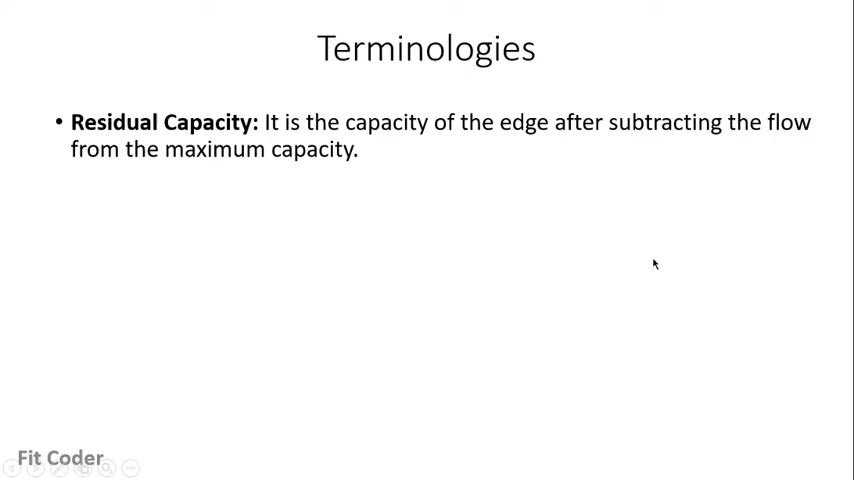 Terminologies
• Residual Capacity: It is the capacity of the edge after subtracting the flow
from the maximum capacity.
Fit Coder